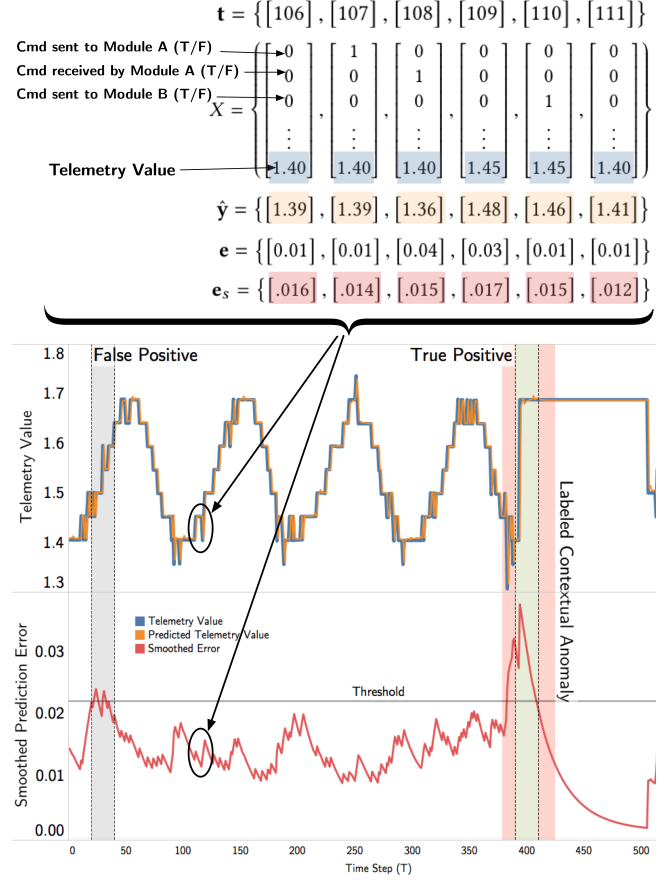 t = {[106] , [107] , [108] , [109] , [110] , [111]}
Cmd sent to Module A (T/F) 0 1 0 0 0 0
Cmd received by Module A (T/F) 0 0 1 0 0 0
Cmd sent to Module B (T/F) 0 0 0 0 1 0
X = { , , , , , }
⋮ ⋮ ⋮ ⋮ ⋮ ⋮
Telemetry Value 1.40 1.40 1.40 1.45 1.45 1.40
ŷ = {[1.39] , [1.39] , [1.36] , [1.48] , [1.46] , [1.41]}
e = {[0.01] , [0.01] , [0.04] , [0.03] , [0.01] , [0.01]}
eₛ = {[.016] , [.014] , [.015] , [.017] , [.015] , [.012]}
False Positive
True Positive
Telemetry Value
1.8
1.7
1.6
1.5
1.4
1.3
Labeled Contextual Anomaly
Telemetry Value
Predicted Telemetry Value
Smoothed Error
Threshold
Smoothed Prediction Error
0.03
0.02
0.01
0.00
0 50 100 150 200 250 300 350 400 450 500
Time Step (T)